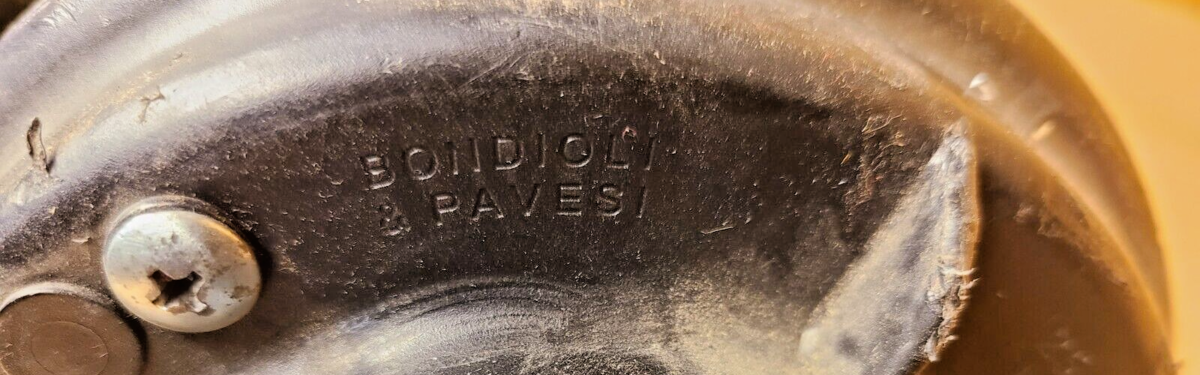 BONDIOLI
& PAVESI